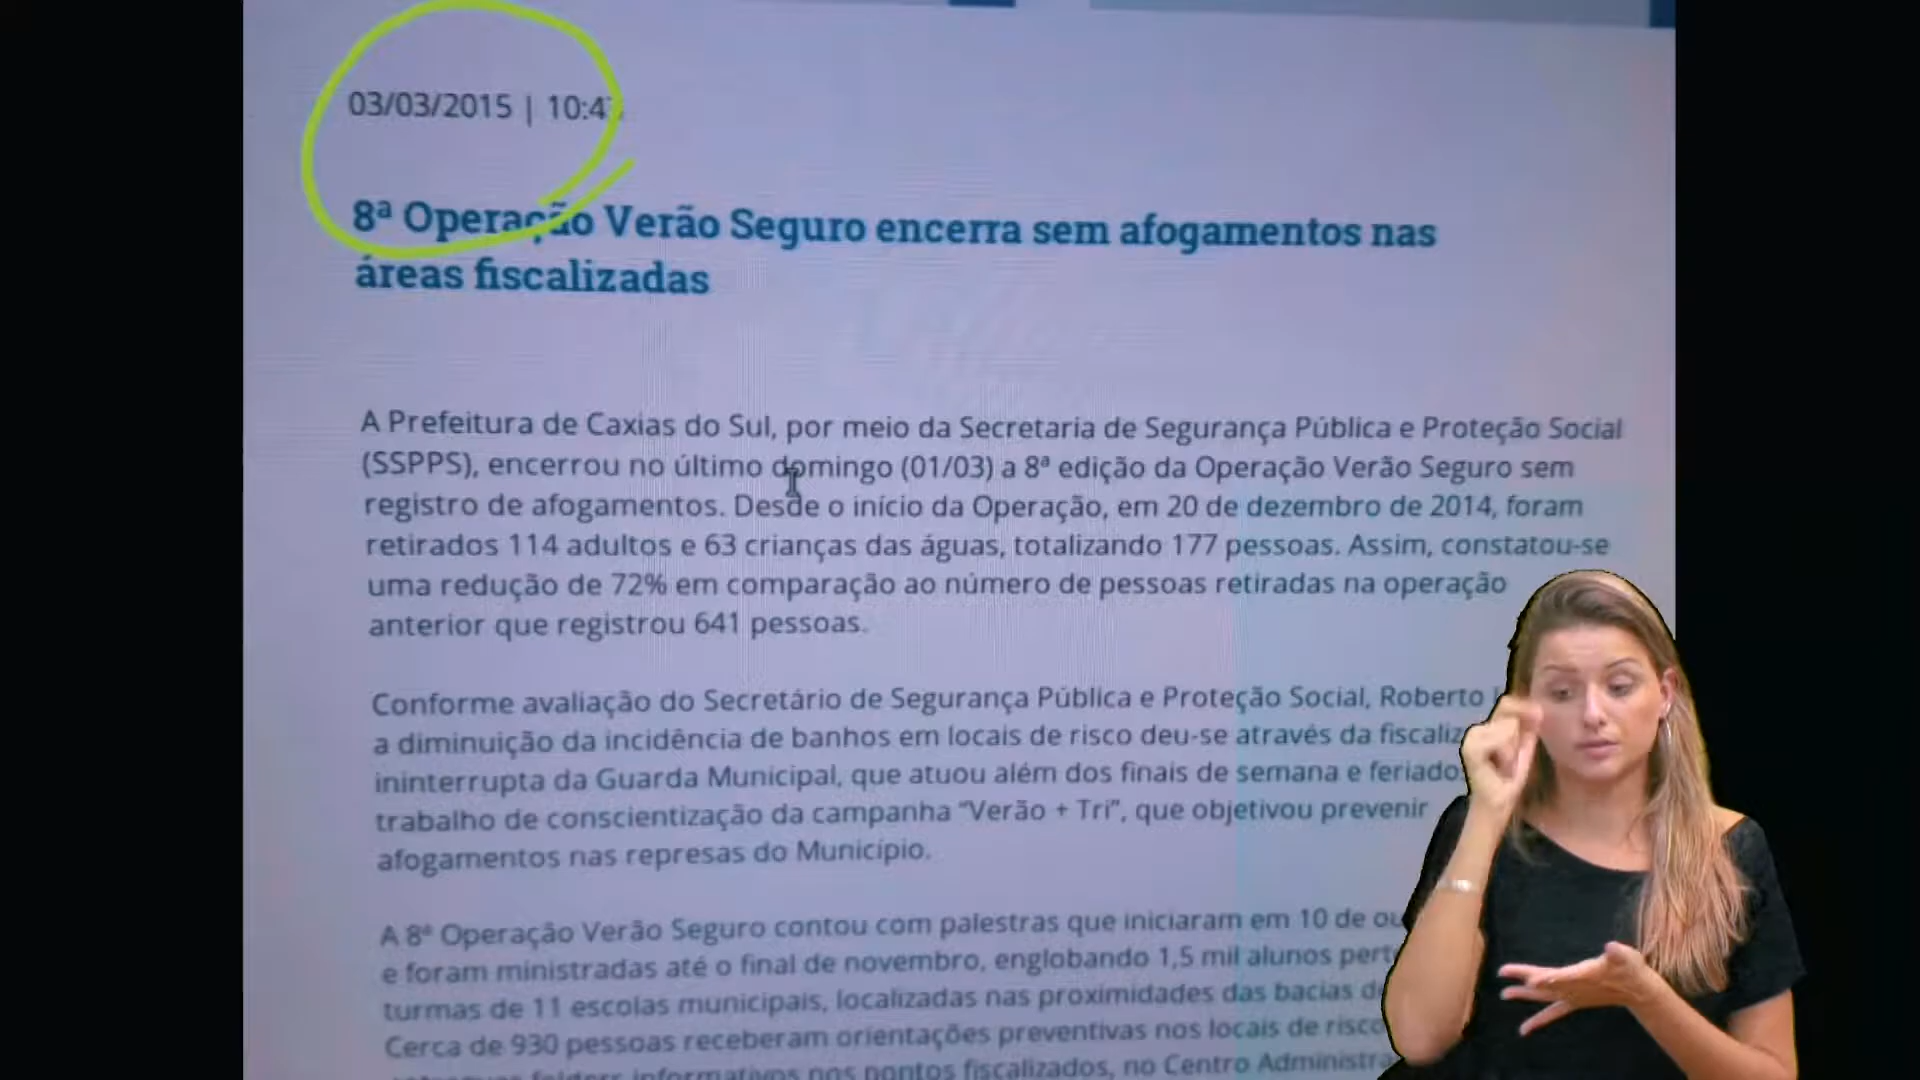 03/03/2015 | 10:4
8ª Operação Verão Seguro encerra sem afogamentos nas
áreas fiscalizadas
A Prefeitura de Caxias do Sul, por meio da Secretaria de Segurança Pública e Proteção Social
(SSPPS), encerrou no último domingo (01/03) a 8ª edição da Operação Verão Seguro sem
registro de afogamentos. Desde o início da Operação, em 20 de dezembro de 2014, foram
retirados 114 adultos e 63 crianças das águas, totalizando 177 pessoas. Assim, constatou-se
uma redução de 72% em comparação ao número de pessoas retiradas na operação
anterior que registrou 641 pessoas.
Conforme avaliação do Secretário de Segurança Pública e Proteção Social, Roberto
a diminuição da incidência de banhos em locais de risco deu-se através da
ininterrupta da Guarda Municipal, que atuou além dos finais de semana e
trabalho de conscientização da campanha “Verão + Tri”, que objetivou prevenir
afogamentos nas represas do Município.
A 8ª Operação Verão Seguro contou com palestras que iniciaram em 10 de
e foram ministradas até o final de novembro, englobando 1,5 mil alunos
turmas de 11 escolas municipais, localizadas nas proximidades das bacias
Cerca de 930 pessoas receberam orientações preventivas nos locais de risco
folders informativos nos pontos fiscalizados, no Centro